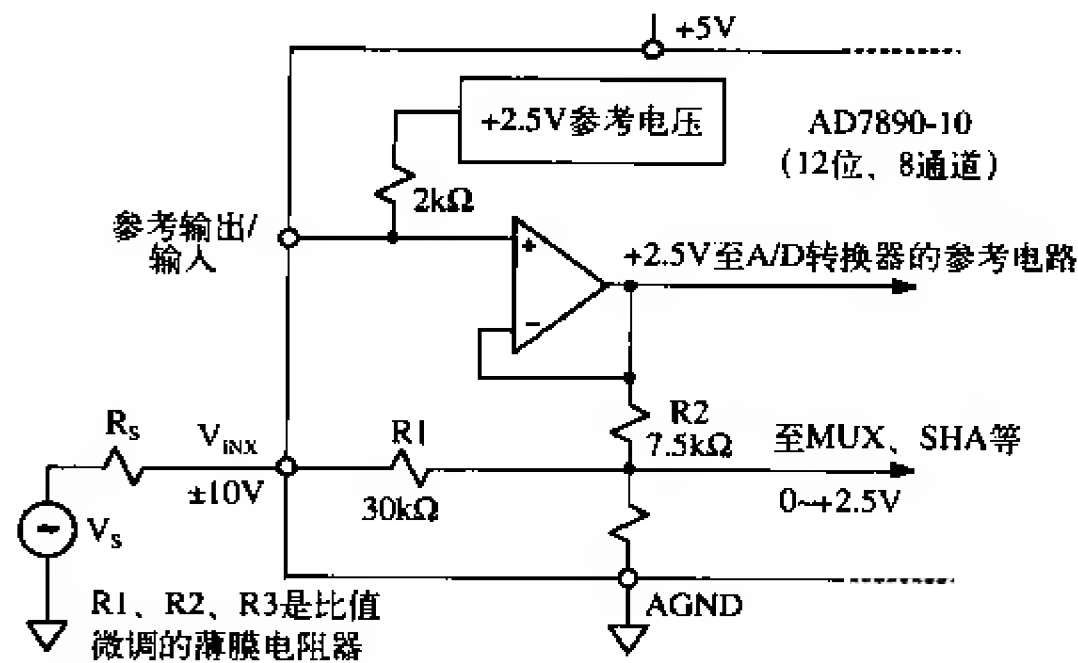 +5V
+2.5V参考电压
AD7890-10
(12位、8通道)
2kΩ
参考输出/
输入
+
+2.5V至A/D转换器的参考电路
−
R2
7.5kΩ
Rs
VINX
R1
至MUX、SHA等
±10V
30kΩ
0~+2.5V
~
Vs
AGND
R1、R2、R3是比值
微调的薄膜电阻器